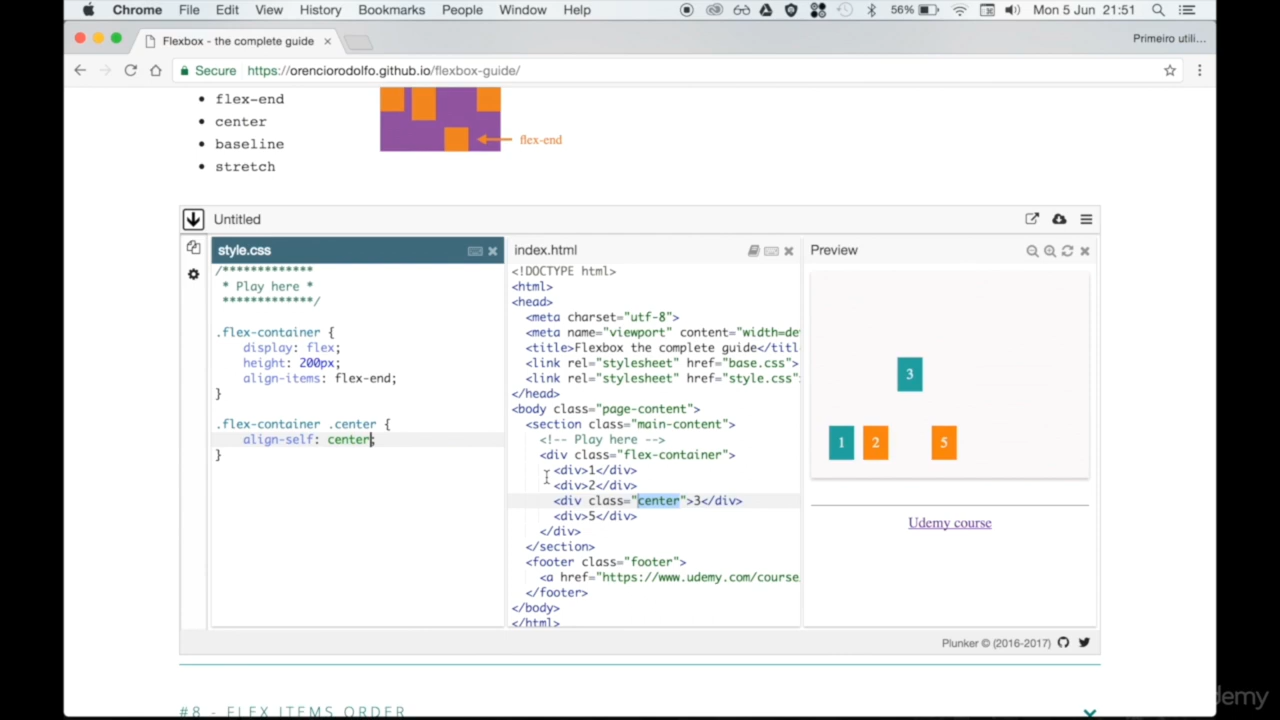 Chrome File Edit View History Bookmarks People Window Help 56% Mon 5 Jun 21:51
Flexbox - the complete guide × Primeiro utili...
Secure https://orenciorodolfo.github.io/flexbox-guide/
• flex-end
• center
• baseline
• stretch
flex-end
Untitled
style.css
/*************
* Play here *
*************/
.flex-container {
display: flex;
height: 200px;
align-items: flex-end;
}
.flex-container .center {
align-self: center;
}
index.html
<!DOCTYPE html>
<html>
<head>
<meta charset="utf-8">
<meta name="viewport" content="width=de
<title>Flexbox the complete guide</titl
<link rel="stylesheet" href="base.css">
<link rel="stylesheet" href="style.css"
</head>
<body class="page-content">
<section class="main-content">
<!-- Play here -->
<div class="flex-container">
<div>1</div>
<div>2</div>
<div class="center">3</div>
<div>5</div>
</div>
</section>
<footer class="footer">
<a href="https://www.udemy.com/course
</footer>
</body>
</html>
Preview
3
1 2 5
Udemy course
Plunker © (2016-2017)
#8 - FLEX ITEMS ORDER
demy